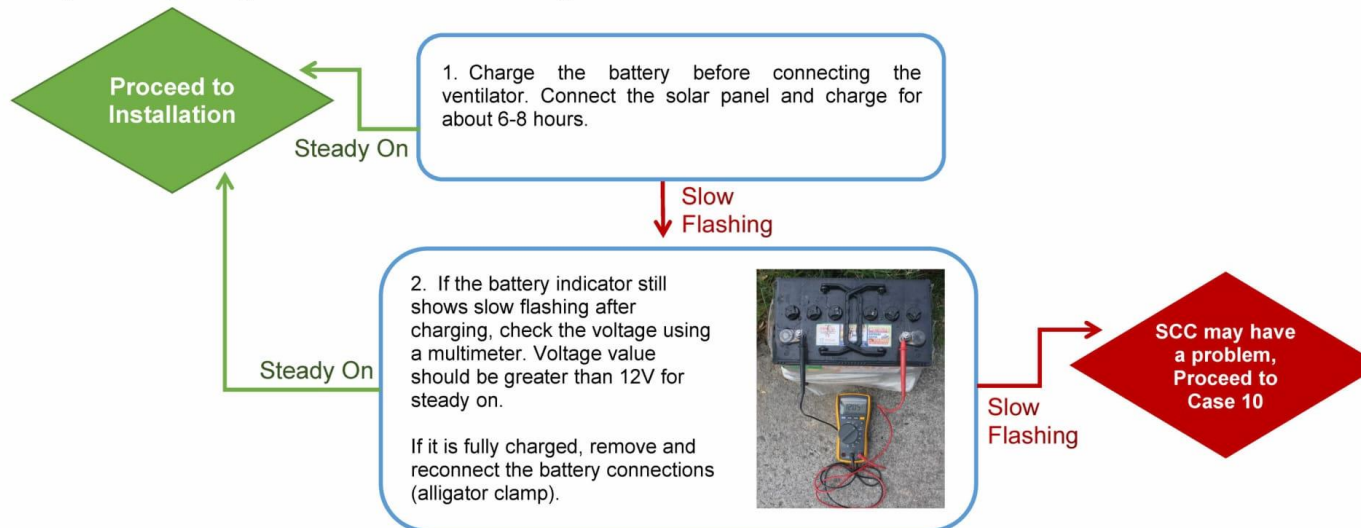 Proceed to
Installation
1. Charge the battery before connecting the
ventilator. Connect the solar panel and charge for
about 6-8 hours.
Steady On
Slow
Flashing
2. If the battery indicator still
shows slow flashing after
charging, check the voltage using
a multimeter. Voltage value
should be greater than 12V for
steady on.
If it is fully charged, remove and
reconnect the battery connections
(alligator clamp).
Steady On
Slow
Flashing
SCC may have
a problem,
Proceed to
Case 10